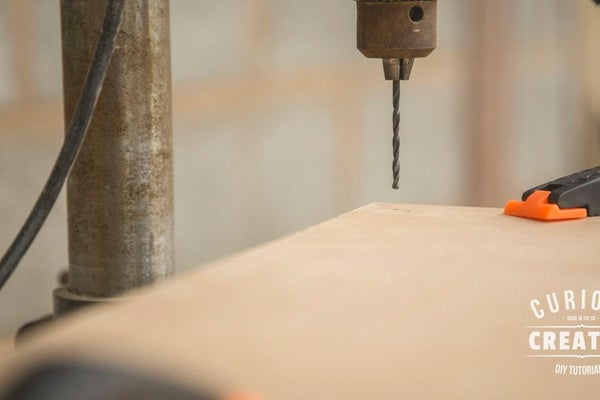 CURIO
MADE IN THE UK
CREAT
DIY TUTORIA